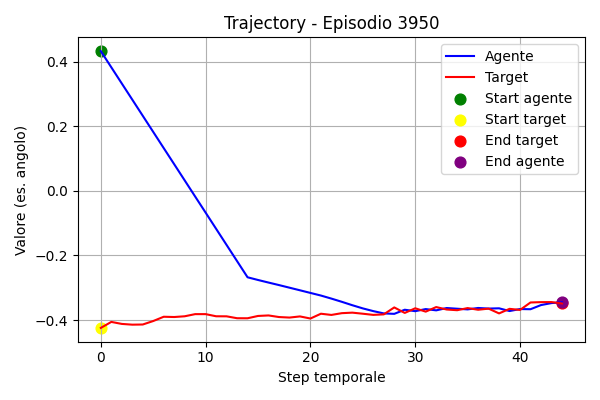 Trajectory - Episodio 3950
Valore (es. angolo)
0.4
0.2
0.0
−0.2
−0.4
0
10
20
30
40
Step temporale
Agente
Target
Start agente
Start target
End target
End agente